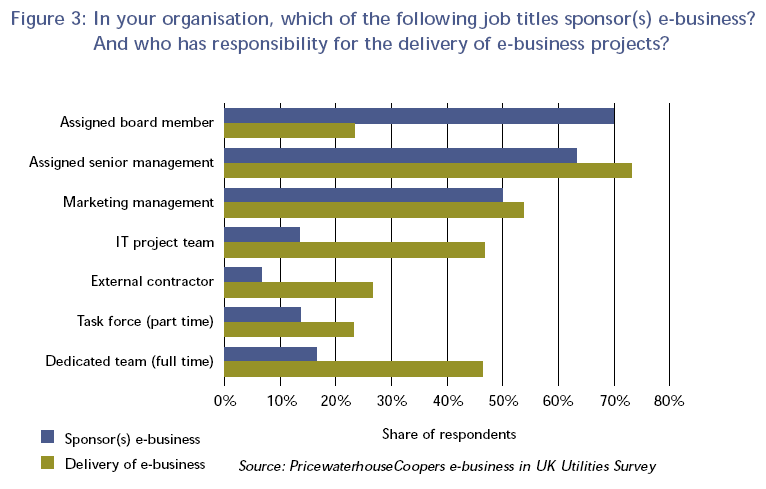 Figure 3: In your organisation, which of the following job titles sponsor(s) e-business?
And who has responsibility for the delivery of e-business projects?
Assigned board member
Assigned senior management
Marketing management
IT project team
External contractor
Task force (part time)
Dedicated team (full time)
0% 10% 20% 30% 40% 50% 60% 70% 80%
Share of respondents
Sponsor(s) e-business
Delivery of e-business
Source: PricewaterhouseCoopers e-business in UK Utilities Survey